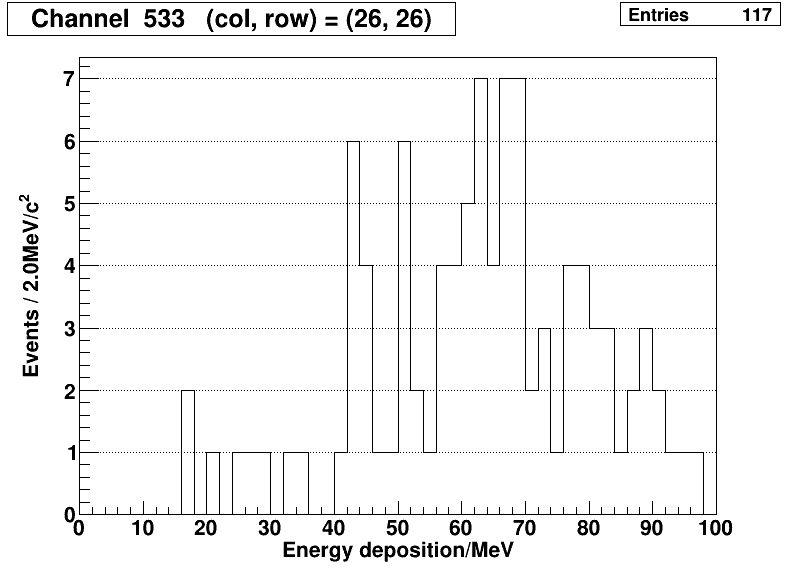 Channel 533 (col, row) = (26, 26)
Entries 117
Events / 2.0MeV/c²
7
6
5
4
3
2
1
0
0 10 20 30 40 50 60 70 80 90 100
Energy deposition/MeV